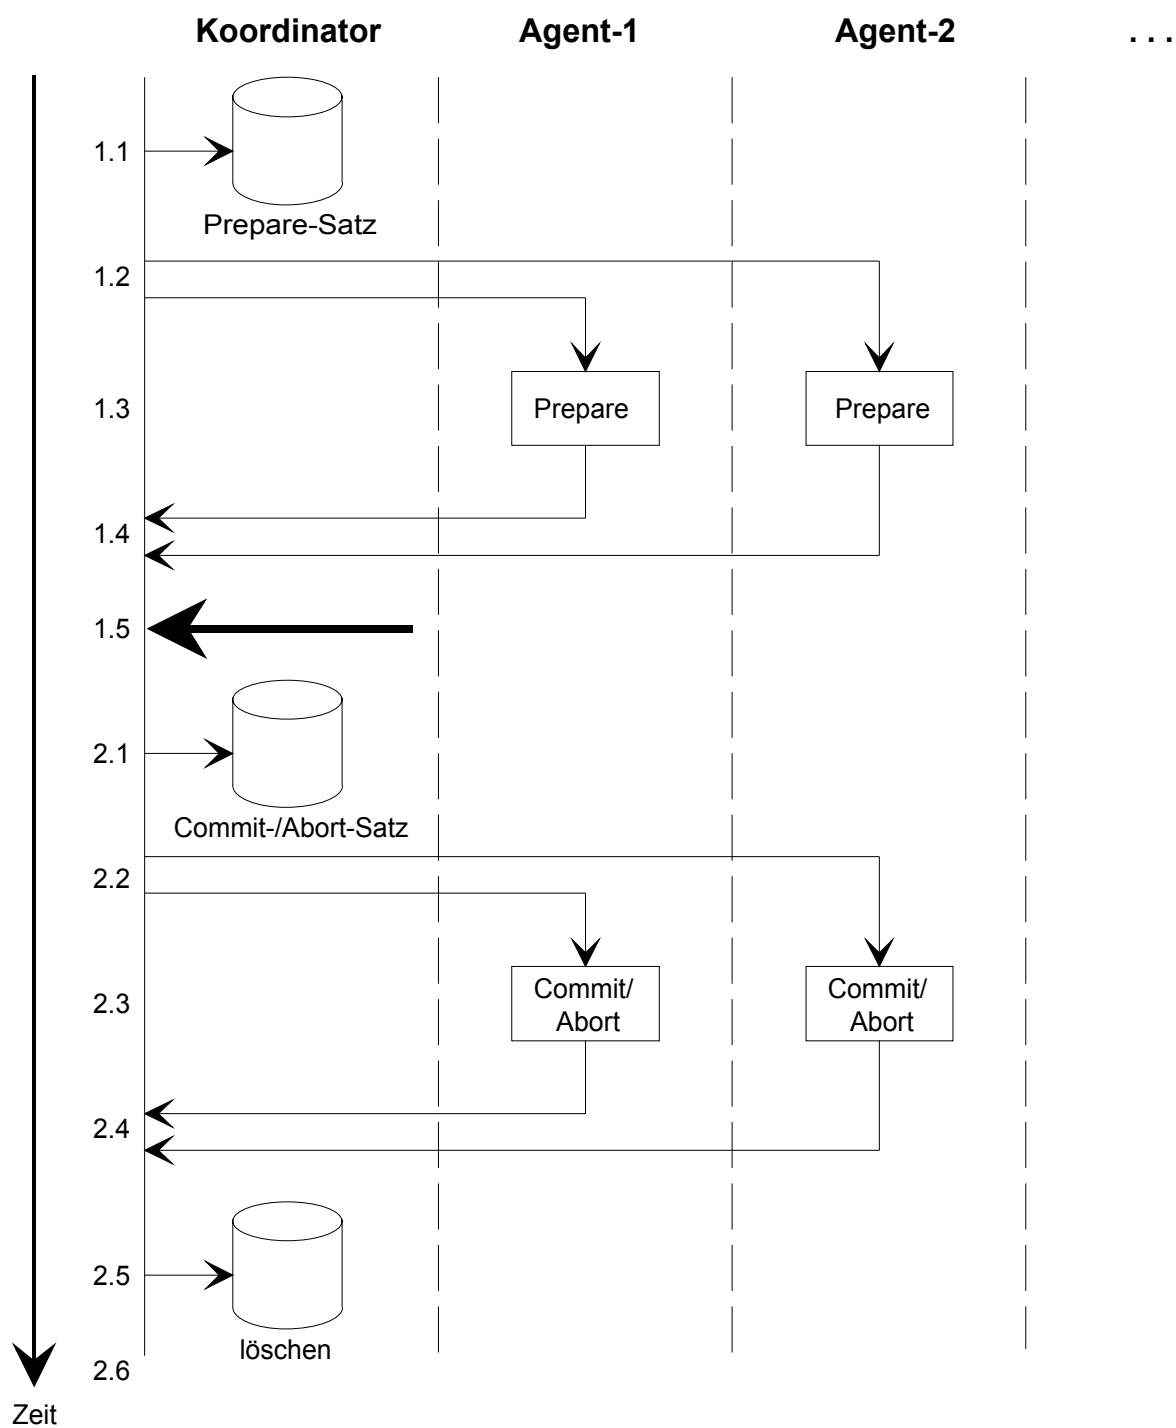 Koordinator Agent-1 Agent-2 . . .
1.1
Prepare-Satz
1.2
1.3 Prepare Prepare
1.4
1.5
2.1
Commit-/Abort-Satz
2.2
Commit/ Commit/
2.3
Abort Abort
2.4
2.5
löschen
2.6
Zeit